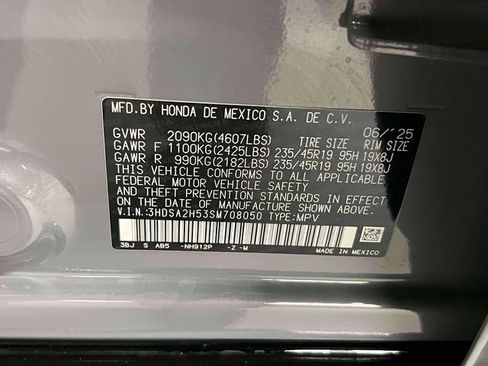 MFD.BY HONDA DE MEXICO S.A. DE C.V.
06/'25
GVWR 2090KG(4607LBS) TIRE SIZE RIM SIZE
GAWR F 1100KG(2425LBS) 235/45R19 95H 19X8J
GAWR R 990KG(2182LBS) 235/45R19 95H 19X8J
THIS VEHICLE CONFORMS TO ALL APPLICABLE
FEDERAL MOTOR VEHICLE SAFETY STANDARDS IN EFFECT
ON THE DATE OF MANUFACTURE SHOWN ABOVE.
V.I.N:3HDSA2H53SM708050 TYPE:MPV
3BJ S AB5 -NH912P -2-M
MADE IN MEXICO